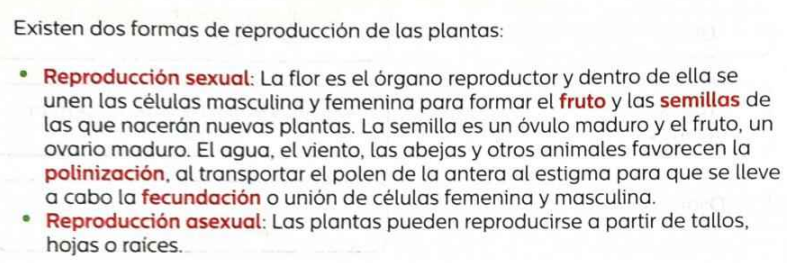 Existen dos formas de reproducción de las plantas:
• Reproducción sexual: La flor es el órgano reproductor y dentro de ella se
unen las células masculina y femenina para formar el fruto y las semillas de
las que nacerán nuevas plantas. La semilla es un óvulo maduro y el fruto, un
ovario maduro. El agua, el viento, las abejas y otros animales favorecen la
polinización, al transportar el polen de la antera al estigma para que se lleve
a cabo la fecundación o unión de células femenina y masculina.
• Reproducción asexual: Las plantas pueden reproducirse a partir de tallos,
hojas o raíces.